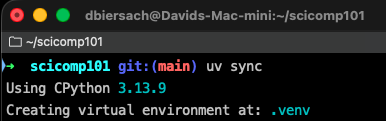 dbiersach@Davids-Mac-mini:~/scicomp101
~/scicomp101
➜ scicomp101 git:(main) uv sync
Using CPython 3.13.9
Creating virtual environment at: .venv